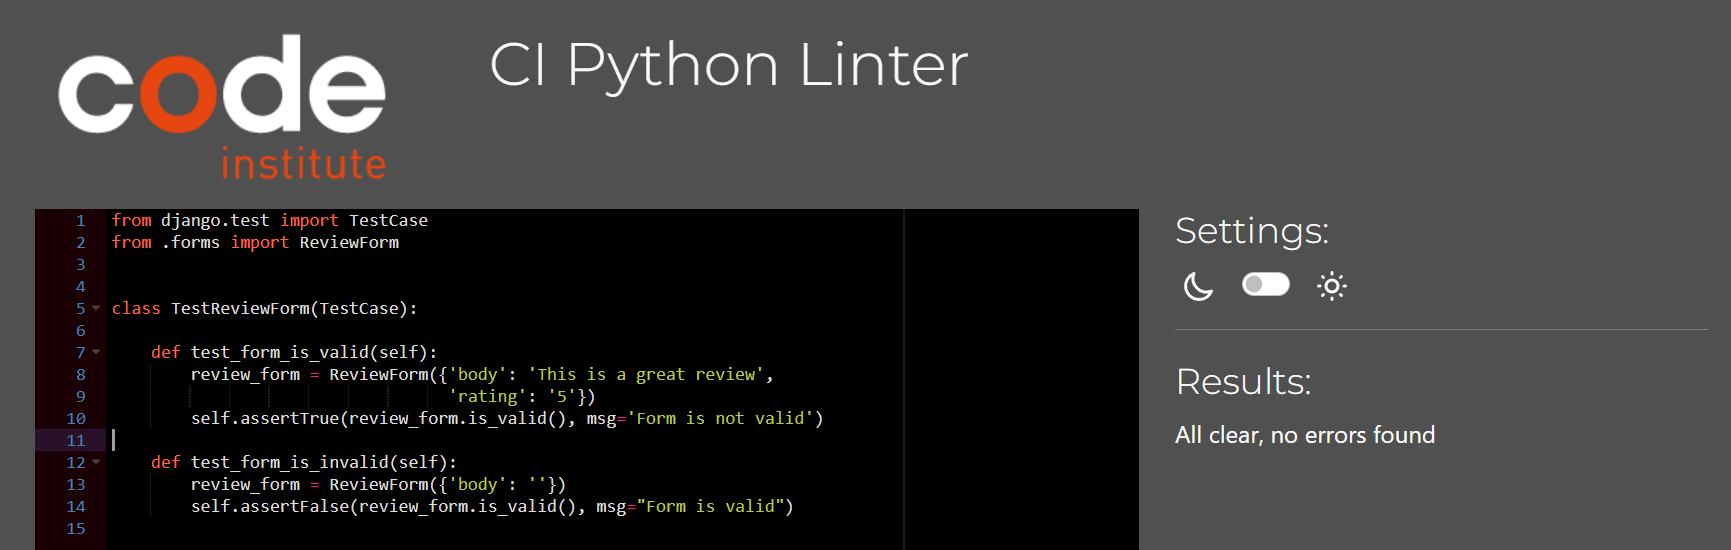 code
institute
CI Python Linter
1 from django.test import TestCase
2 from .forms import ReviewForm
3
4
5 class TestReviewForm(TestCase):
6
7     def test_form_is_valid(self):
8         review_form = ReviewForm({'body': 'This is a great review',
9                                   'rating': '5'})
10         self.assertTrue(review_form.is_valid(), msg='Form is not valid')
11
12     def test_form_is_invalid(self):
13         review_form = ReviewForm({'body': ''})
14         self.assertFalse(review_form.is_valid(), msg="Form is valid")
15
Settings:
Results:
All clear, no errors found